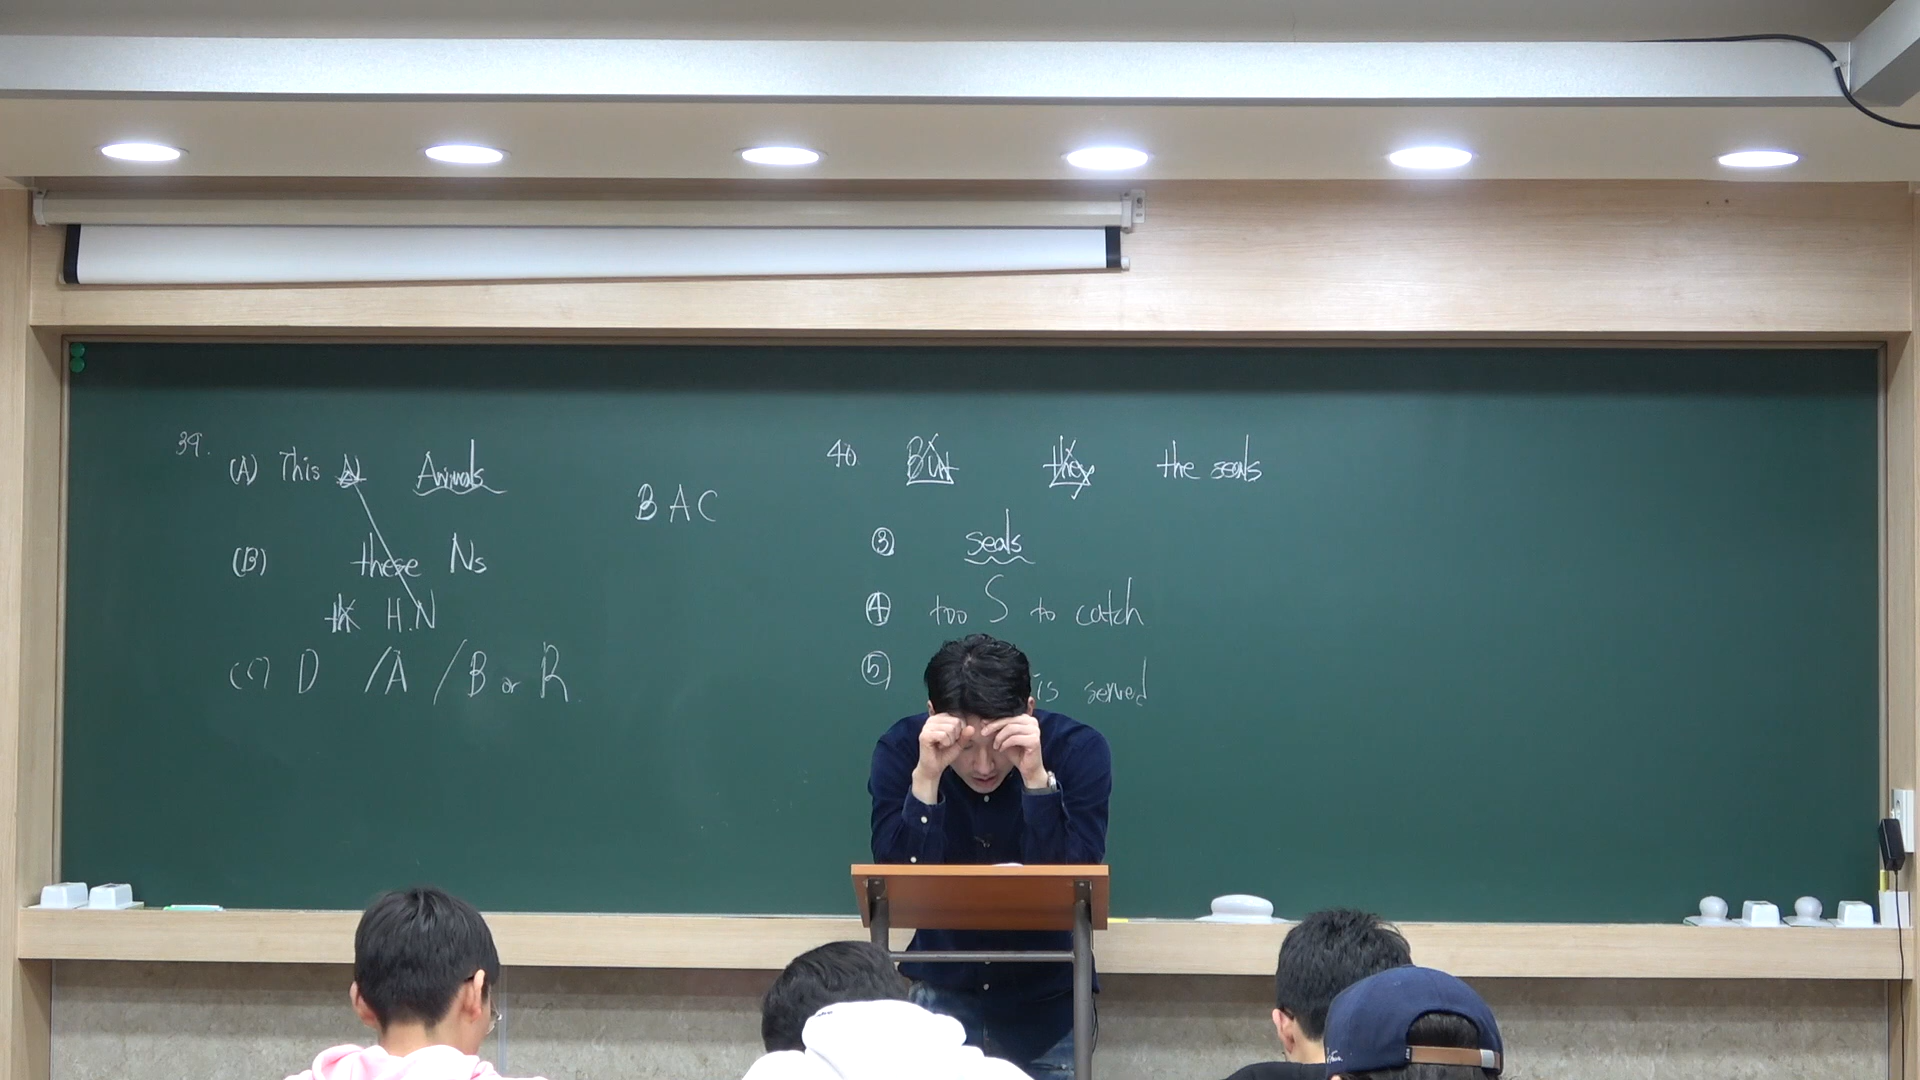 39.
(A) This N Animals
B A C
(B) these Ns
H.N
(C) D / A / B or R
40. But they the seals
③ seals
④ too S to catch
⑤ is served